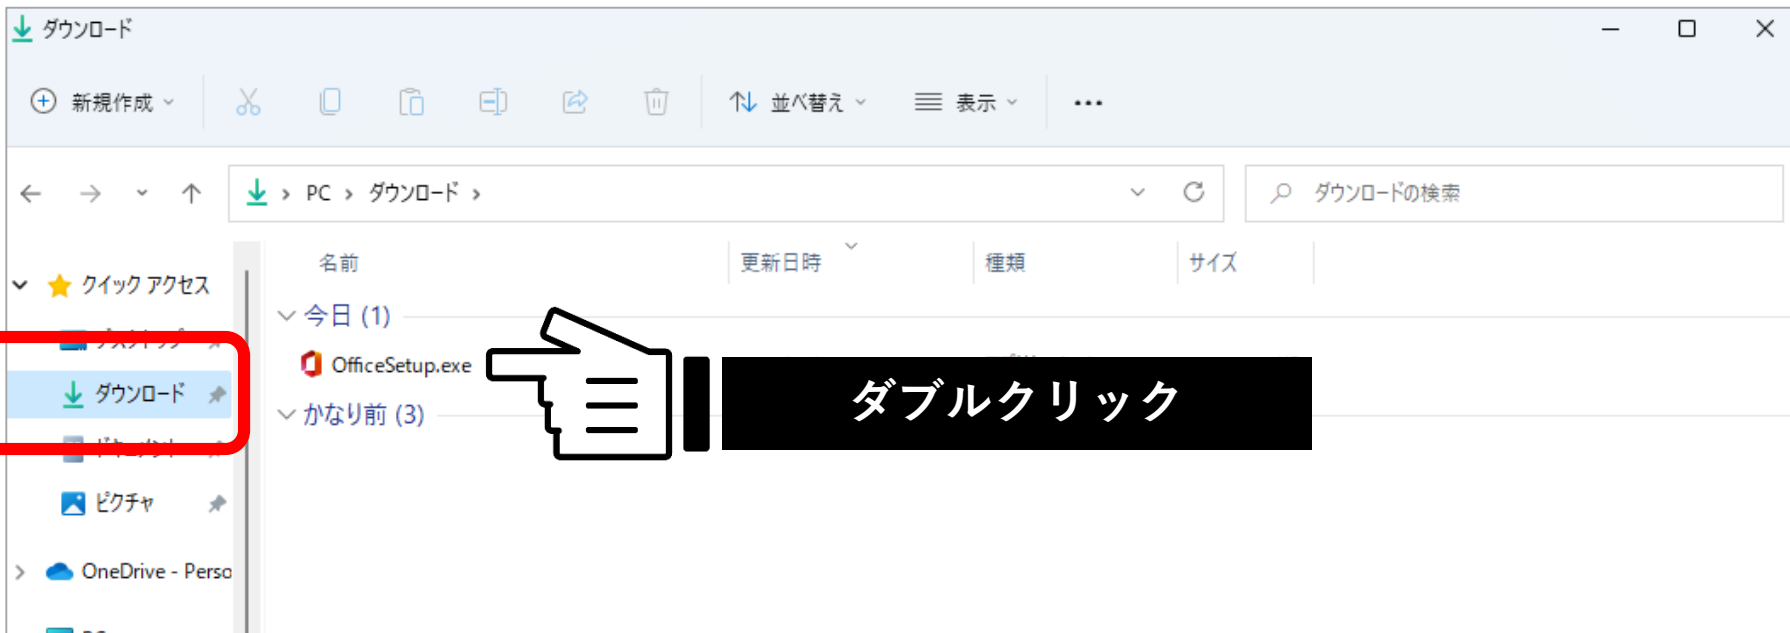 ダウンロード
新規作成
並べ替え
表示
PC
ダウンロード
ダウンロードの検索
名前
更新日時
種類
サイズ
クイック アクセス
今日 (1)
OfficeSetup.exe
ダウンロード
ダブルクリック
かなり前 (3)
ピクチャ
OneDrive - Perso